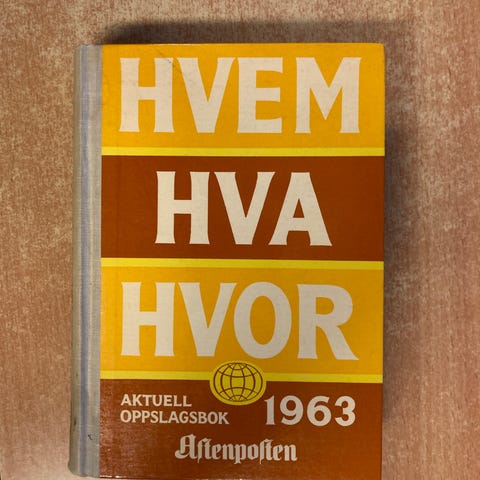 HVEM
HVA
HVOR
AKTUELL
OPPSLAGSBOK 1963
Aftenposten